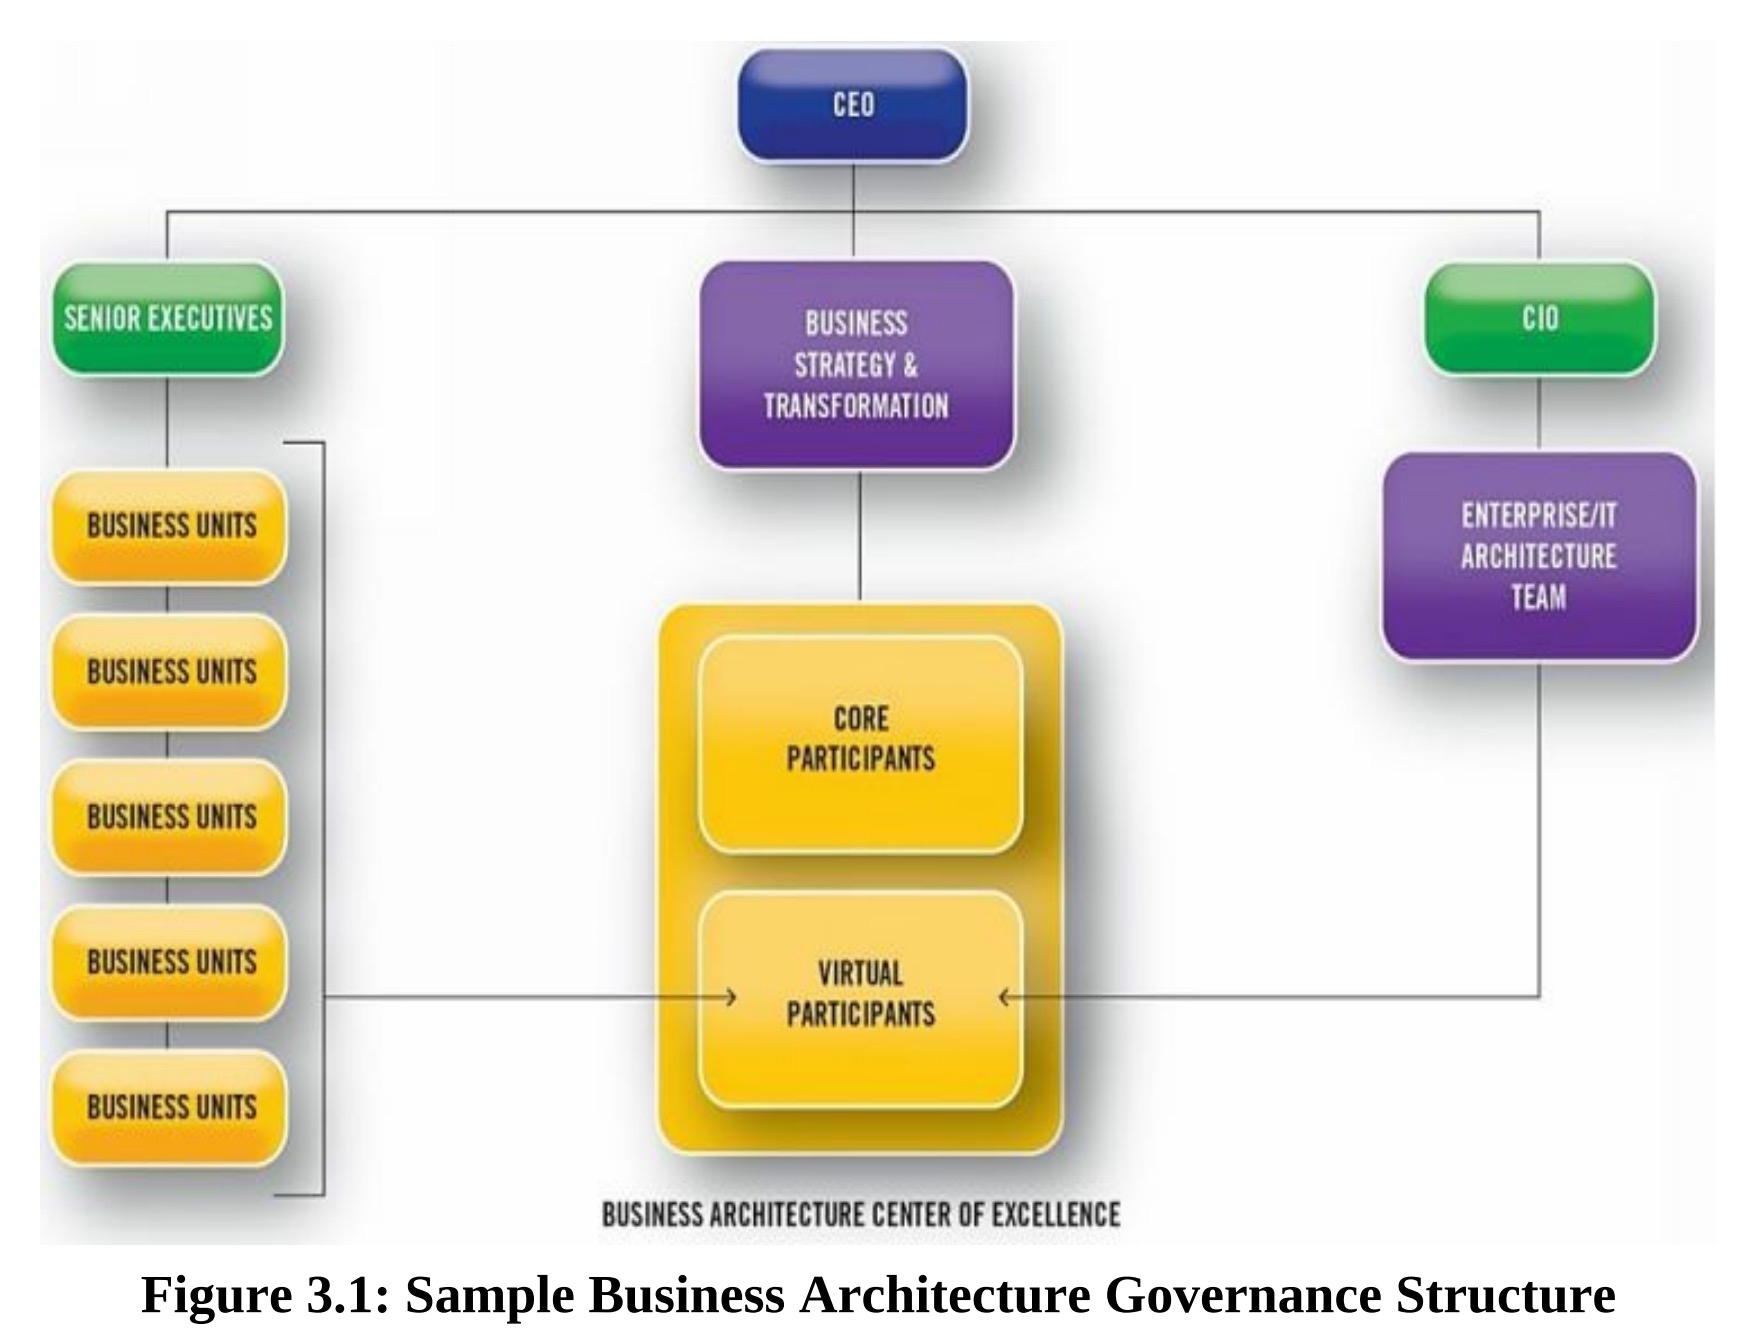 CEO
SENIOR EXECUTIVES
BUSINESS
STRATEGY &
TRANSFORMATION
CIO
BUSINESS UNITS
BUSINESS UNITS
BUSINESS UNITS
BUSINESS UNITS
BUSINESS UNITS
ENTERPRISE/IT
ARCHITECTURE
TEAM
CORE
PARTICIPANTS
VIRTUAL
PARTICIPANTS
BUSINESS ARCHITECTURE CENTER OF EXCELLENCE
Figure 3.1: Sample Business Architecture Governance Structure